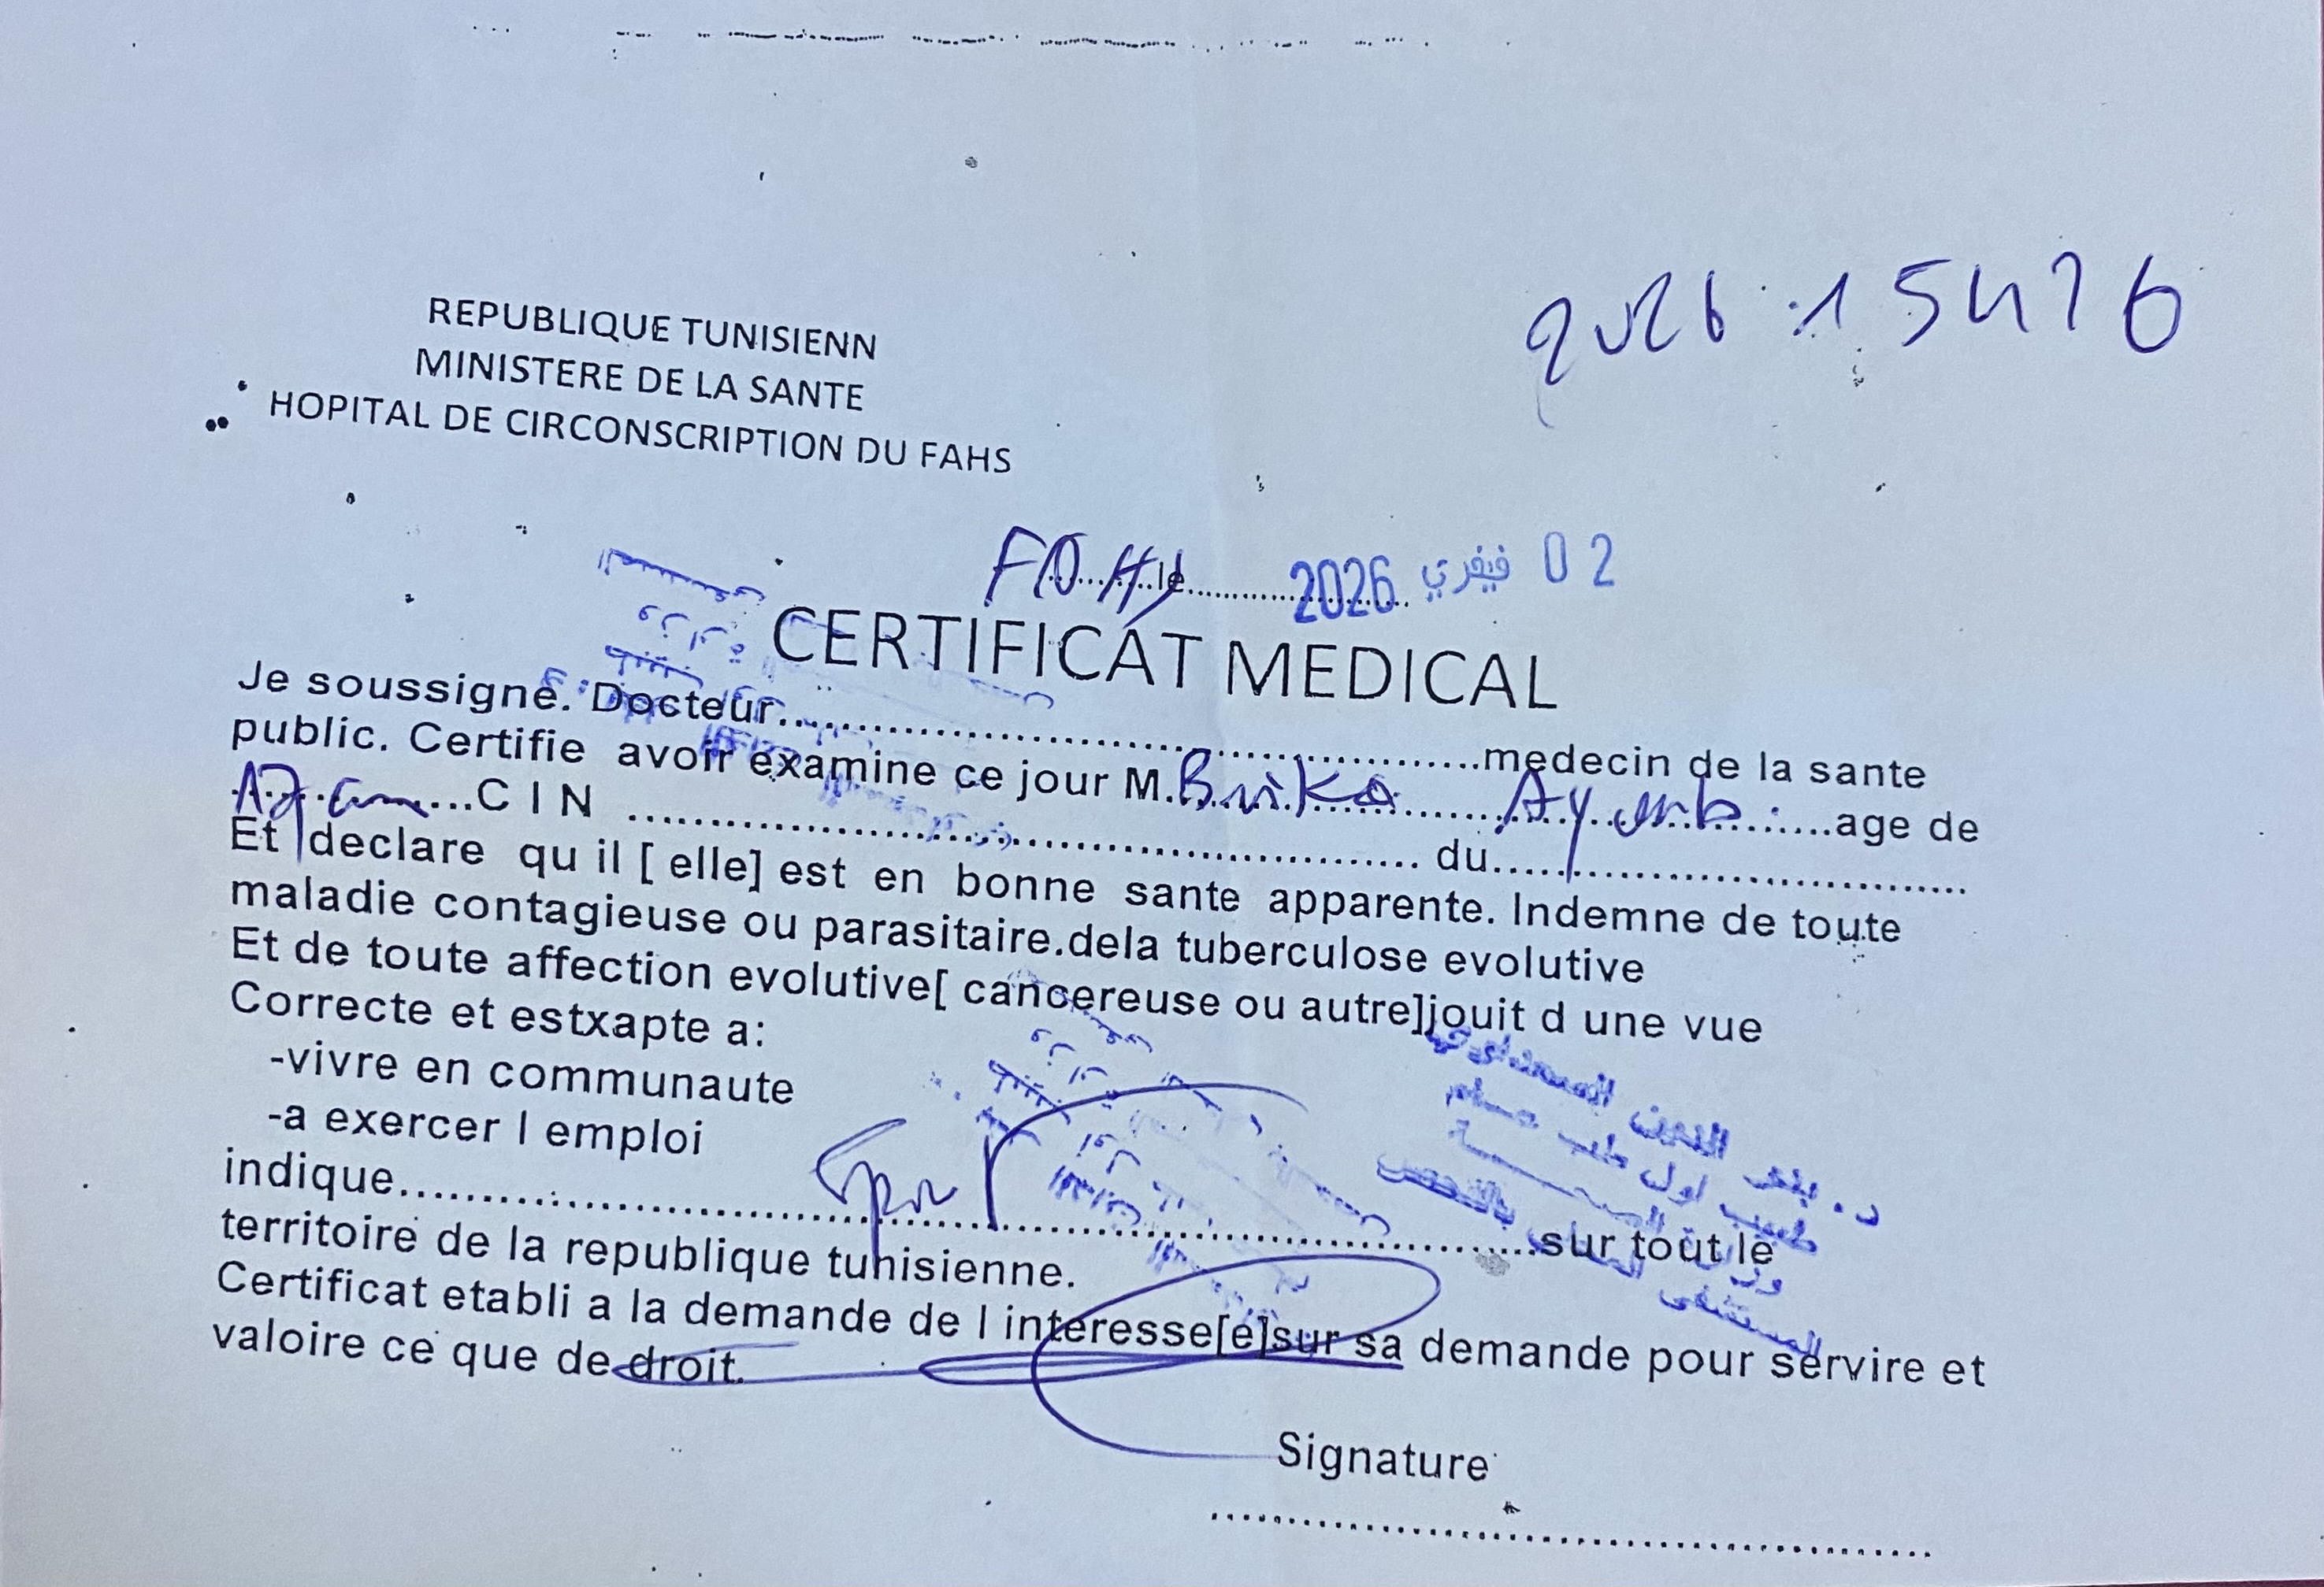 REPUBLIQUE TUNISIENN
MINISTERE DE LA SANTE
HOPITAL DE CIRCONSCRIPTION DU FAHS
FAHS le 02 فيفري 2026
CERTIFICAT MEDICAL
Je soussigne. Docteur..........medecin de la sante
public. Certifie avoir examine ce jour M. Brika Ayoub age de
17 ans CIN .......... du..........
Et declare qu il [ elle] est en bonne sante apparente. Indemne de toute
maladie contagieuse ou parasitaire.dela tuberculose evolutive
Et de toute affection evolutive[ cancereuse ou autre]jouit d une vue
Correcte et estxapte a:
-vivre en communaute
-a exercer l emploi
indique..........sur tout le
territoire de la republique tunisienne.
Certificat etabli a la demande de l interesse[e]sur sa demande pour servire et
valoire ce que de droit.
Signature